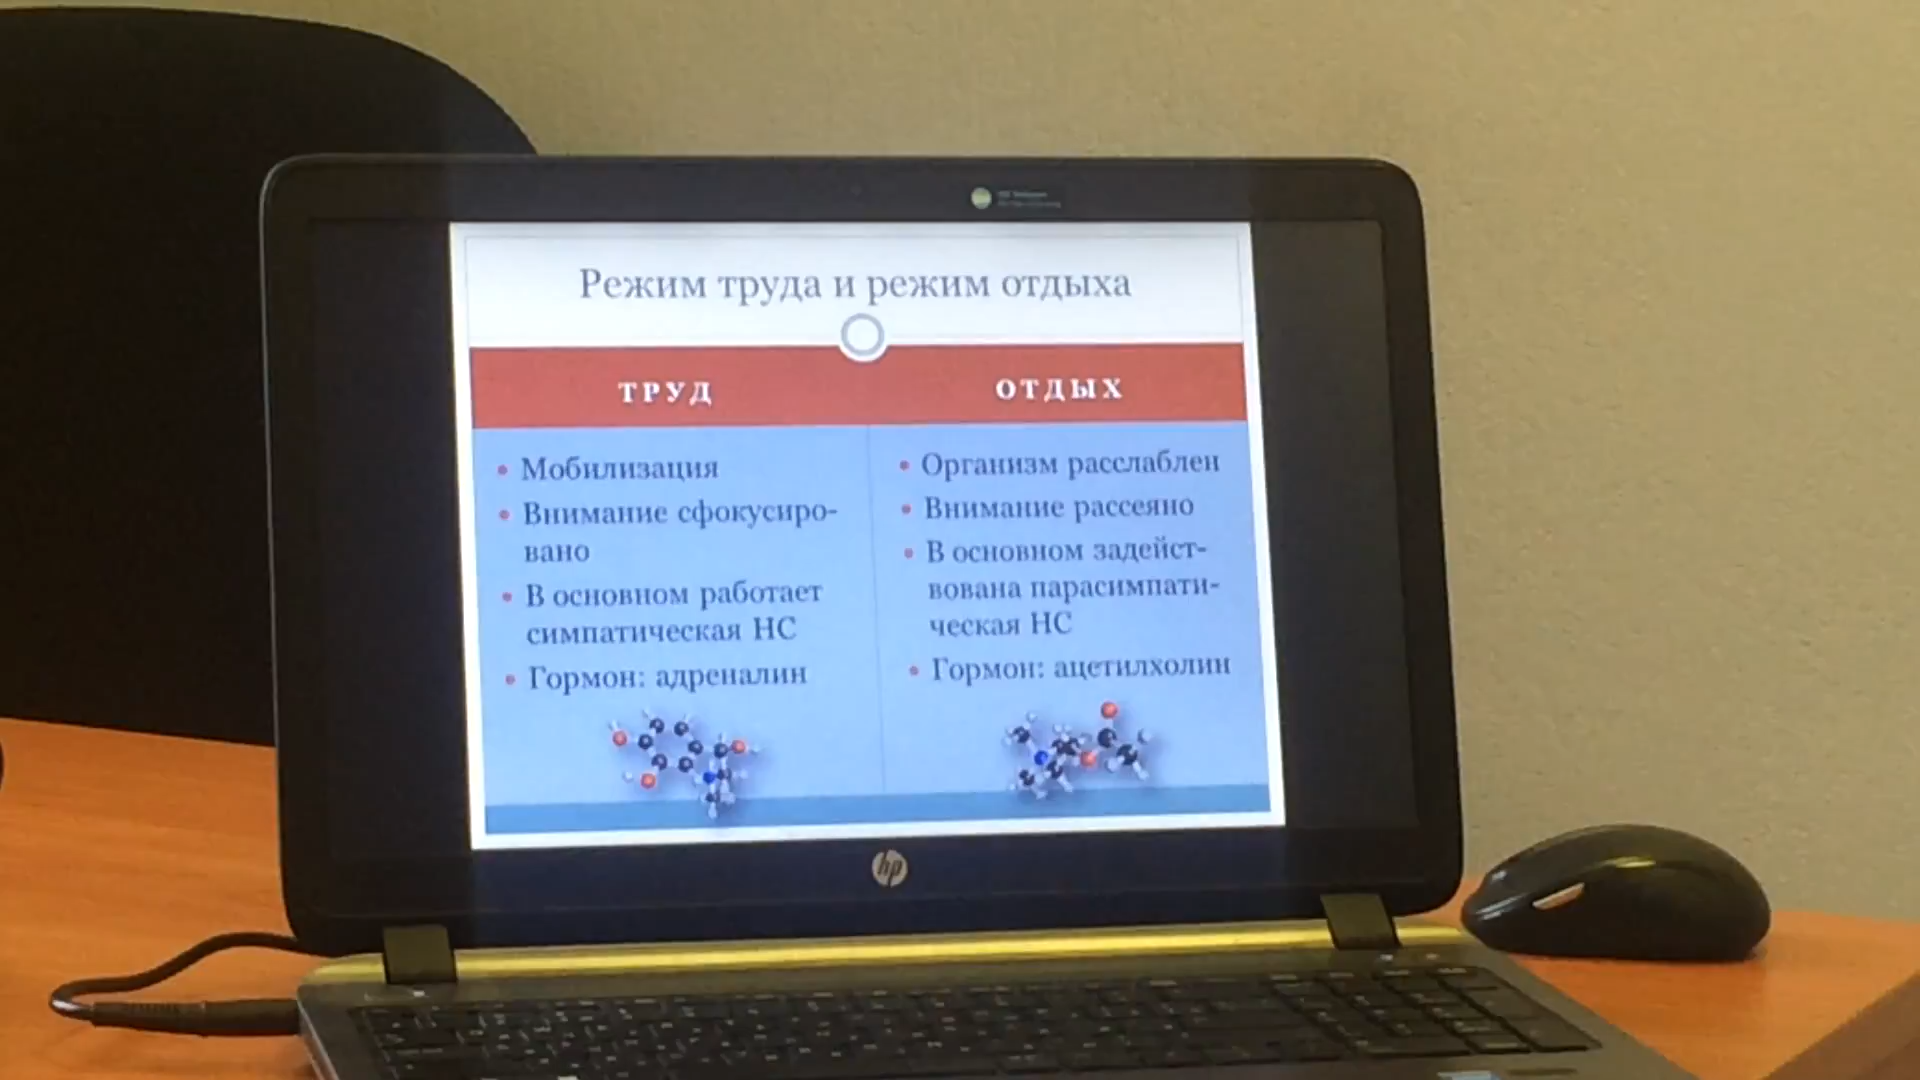 Режим труда и режим отдыха
ТРУД
ОТДЫХ
• Мобилизация
• Внимание сфокусиро-
вано
• В основном работает
симпатическая НС
• Гормон: адреналин
• Организм расслаблен
• Внимание рассеяно
• В основном задейст-
вована парасимпати-
ческая НС
• Гормон: ацетилхолин
hp